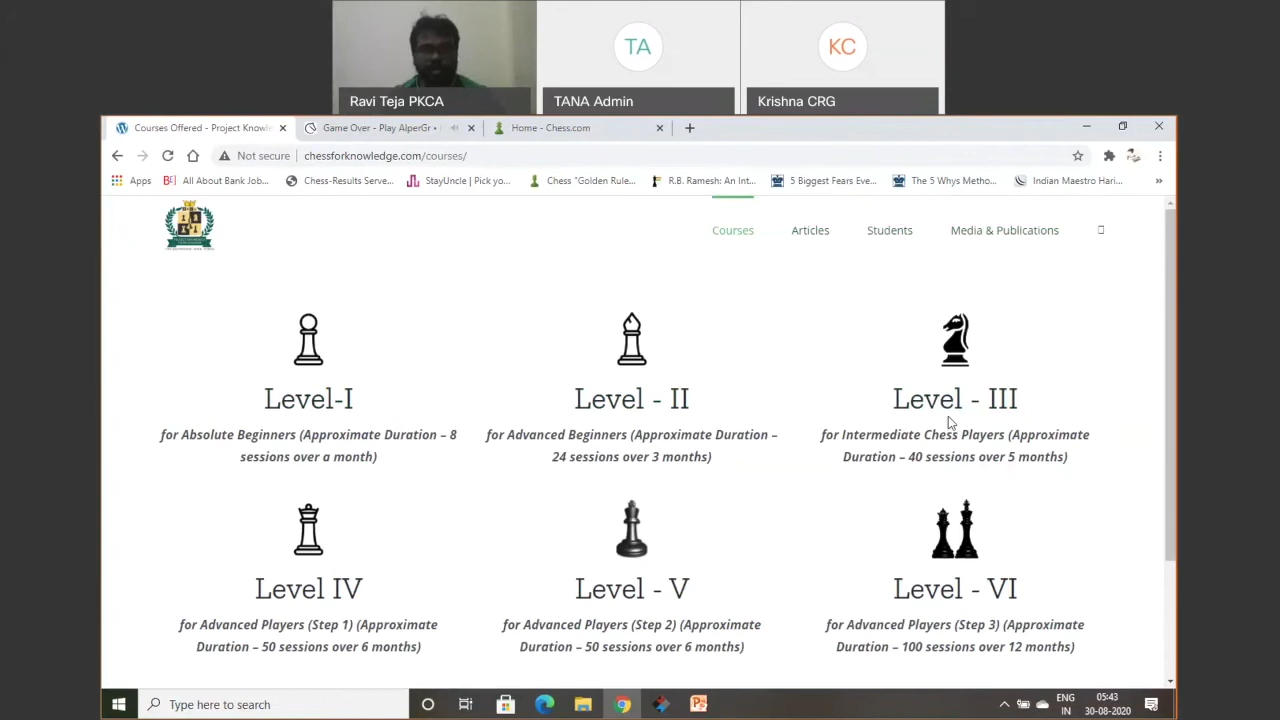 TA
KC
Ravi Teja PKCA
TANA Admin
Krishna CRG
Courses Offered - Project Knowle
Game Over - Play AlperGr •
Home - Chess.com
Not secure
chessforknowledge.com/courses/
Apps
All About Bank Job...
Chess-Results Serve...
StayUncle | Pick yo...
Chess "Golden Rule...
R.B. Ramesh: An Int...
5 Biggest Fears Eve...
The 5 Whys Metho...
Indian Maestro Hari...
»
Courses
Articles
Students
Media & Publications
Level-I
Level - II
Level - III
for Absolute Beginners (Approximate Duration – 8
sessions over a month)
for Advanced Beginners (Approximate Duration –
24 sessions over 3 months)
for Intermediate Chess Players (Approximate
Duration – 40 sessions over 5 months)
Level IV
Level - V
Level - VI
for Advanced Players (Step 1) (Approximate
Duration – 50 sessions over 6 months)
for Advanced Players (Step 2) (Approximate
Duration – 50 sessions over 6 months)
for Advanced Players (Step 3) (Approximate
Duration – 100 sessions over 12 months)
Type here to search
ENG
IN
05:43
30-08-2020